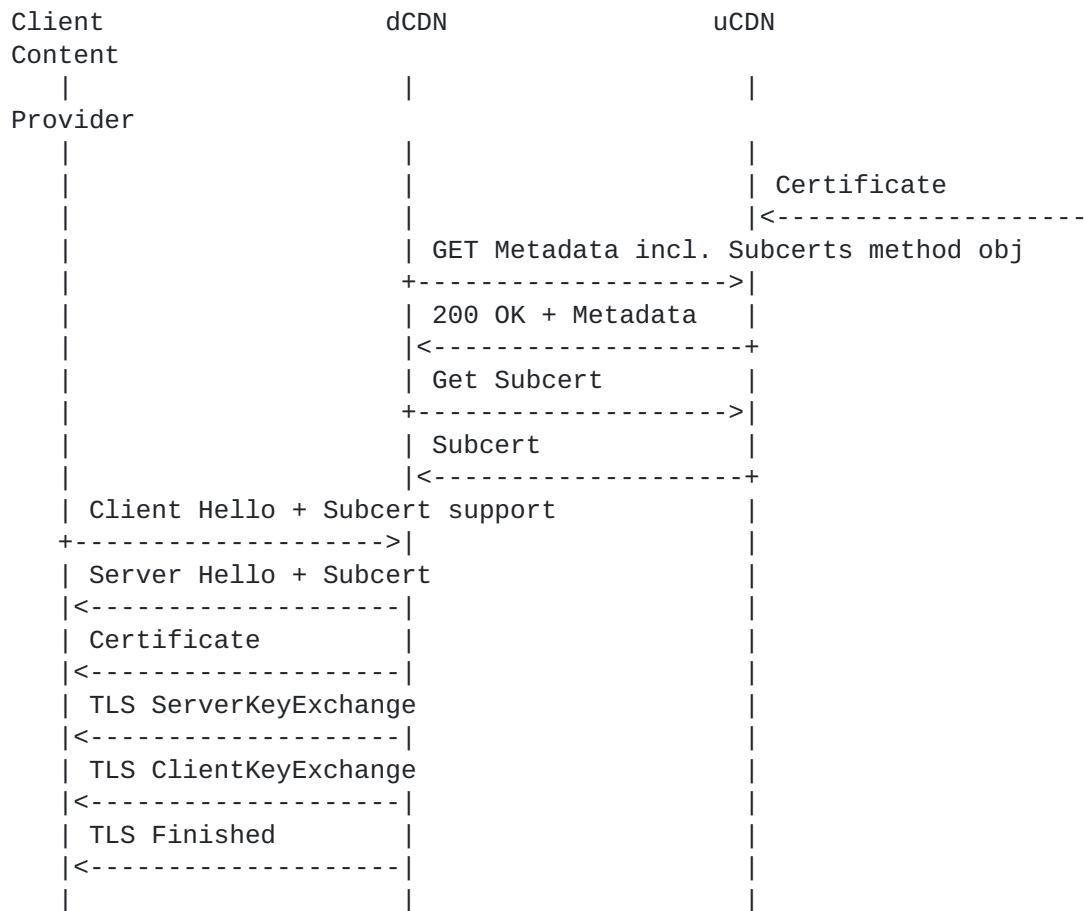 Client                  dCDN                 uCDN
Content
   |                      |                     |
Provider
   |                      |                     |
   |                      |                     | Certificate
   |                      |                     |<--------------------
   |                      | GET Metadata incl. Subcerts method obj
   |                      +-------------------->|
   |                      | 200 OK + Metadata   |
   |                      |<--------------------+
   |                      | Get Subcert         |
   |                      +-------------------->|
   |                      | Subcert             |
   |                      |<--------------------+
   | Client Hello + Subcert support             |
   +-------------------->|                      |
   | Server Hello + Subcert                     |
   |<--------------------|                      |
   | Certificate          |                     |
   |<--------------------|                      |
   | TLS ServerKeyExchange                      |
   |<--------------------|                      |
   | TLS ClientKeyExchange                      |
   |<--------------------|                      |
   | TLS Finished         |                     |
   |<--------------------|                      |
   |                      |                     |